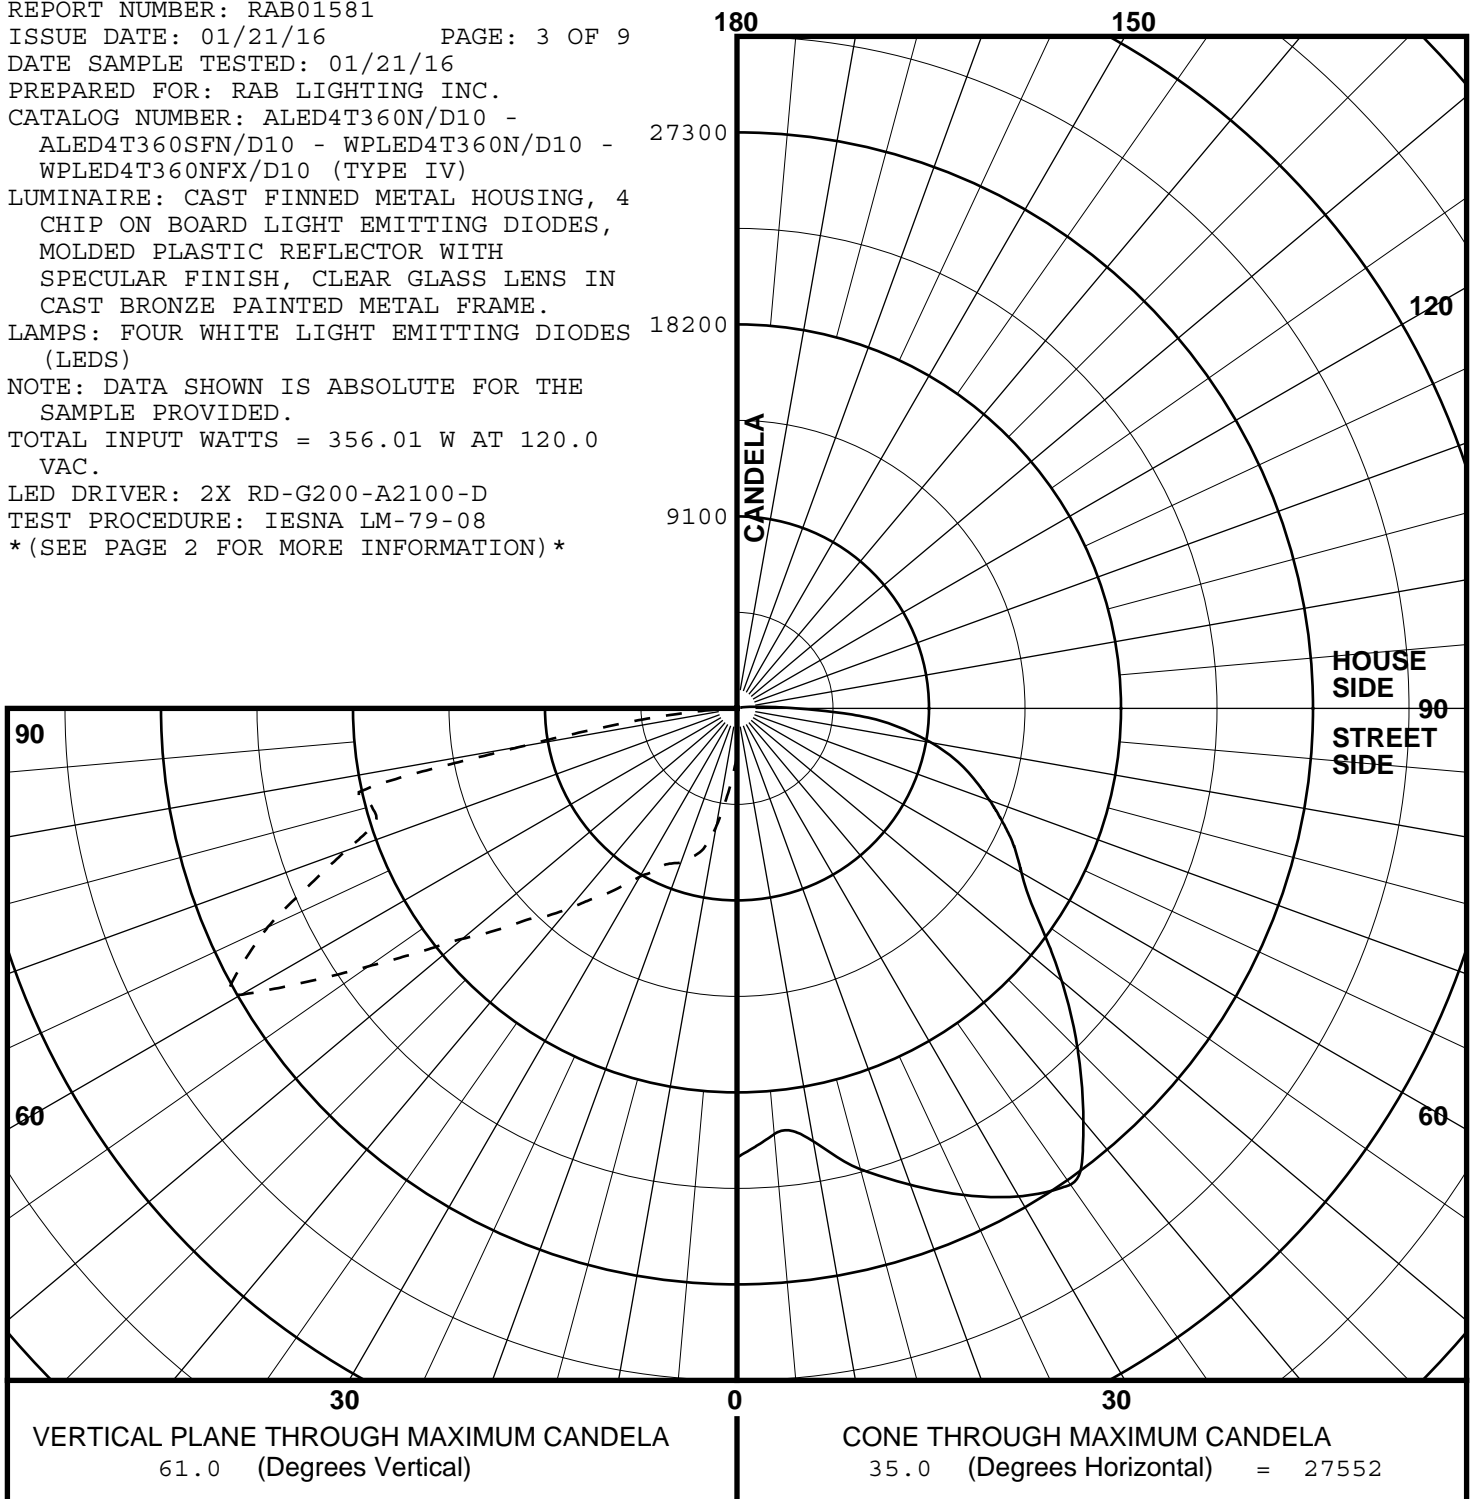 REPORT NUMBER: RAB01581
ISSUE DATE: 01/21/16 PAGE: 3 OF 9
DATE SAMPLE TESTED: 01/21/16
PREPARED FOR: RAB LIGHTING INC.
CATALOG NUMBER: ALED4T360N/D10 -
ALED4T360SFN/D10 - WPLED4T360N/D10 -
WPLED4T360NFX/D10 (TYPE IV)
LUMINAIRE: CAST FINNED METAL HOUSING, 4
CHIP ON BOARD LIGHT EMITTING DIODES,
MOLDED PLASTIC REFLECTOR WITH
SPECULAR FINISH, CLEAR GLASS LENS IN
CAST BRONZE PAINTED METAL FRAME.
LAMPS: FOUR WHITE LIGHT EMITTING DIODES
(LEDS)
NOTE: DATA SHOWN IS ABSOLUTE FOR THE
SAMPLE PROVIDED.
TOTAL INPUT WATTS = 356.01 W AT 120.0
VAC.
LED DRIVER: 2X RD-G200-A2100-D
TEST PROCEDURE: IESNA LM-79-08
*(SEE PAGE 2 FOR MORE INFORMATION)*
180
150
27300
18200
9100
CANDELA
120
HOUSE
SIDE
90
STREET
SIDE
90
60
60
30
0
30
VERTICAL PLANE THROUGH MAXIMUM CANDELA
61.0 (Degrees Vertical)
CONE THROUGH MAXIMUM CANDELA
35.0 (Degrees Horizontal) = 27552